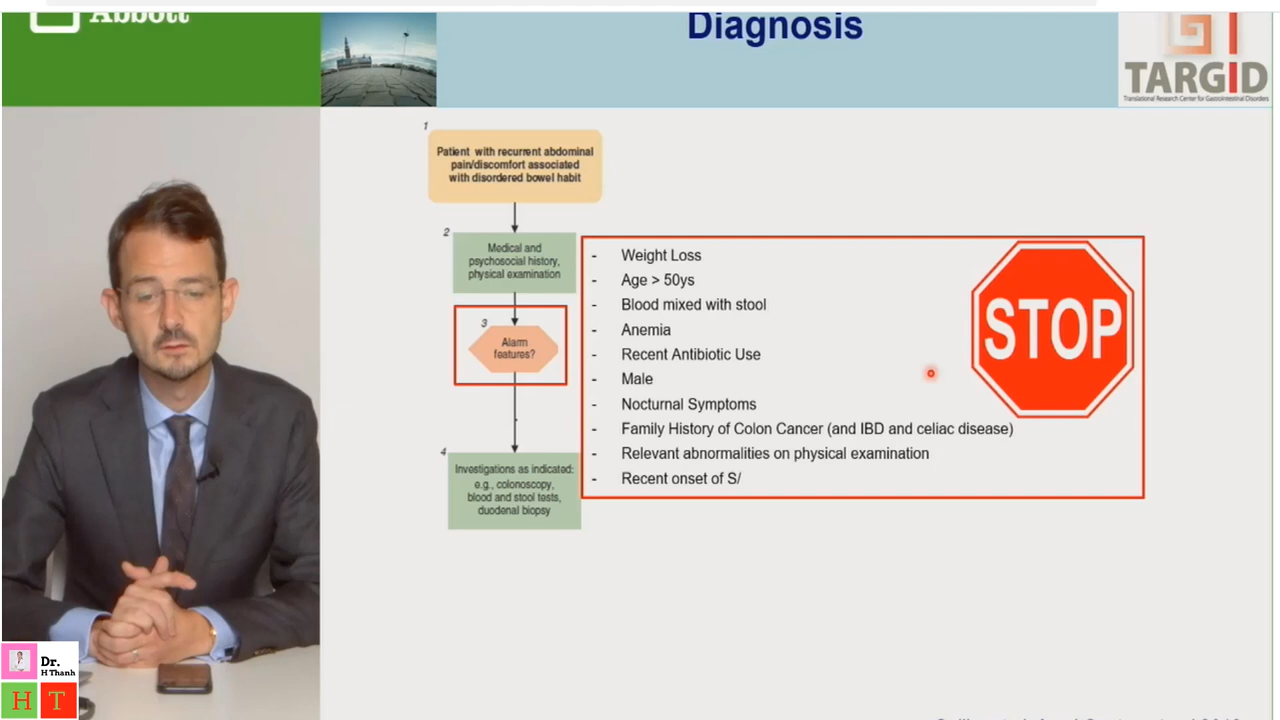 Abbott
Diagnosis
TARGID
Translational Research Center for Gastrointestinal Disorders
1
Patient with recurrent abdominal
pain/discomfort associated
with disordered bowel habit
2
Medical and
psychosocial history,
physical examination
3
Alarm
features?
4
Investigations as indicated:
e.g., colonoscopy,
blood and stool tests,
duodenal biopsy
- Weight Loss
- Age > 50ys
- Blood mixed with stool
- Anemia
- Recent Antibiotic Use
- Male
- Nocturnal Symptoms
- Family History of Colon Cancer (and IBD and celiac disease)
- Relevant abnormalities on physical examination
- Recent onset of S/
STOP
Dr.
H Thanh
H T